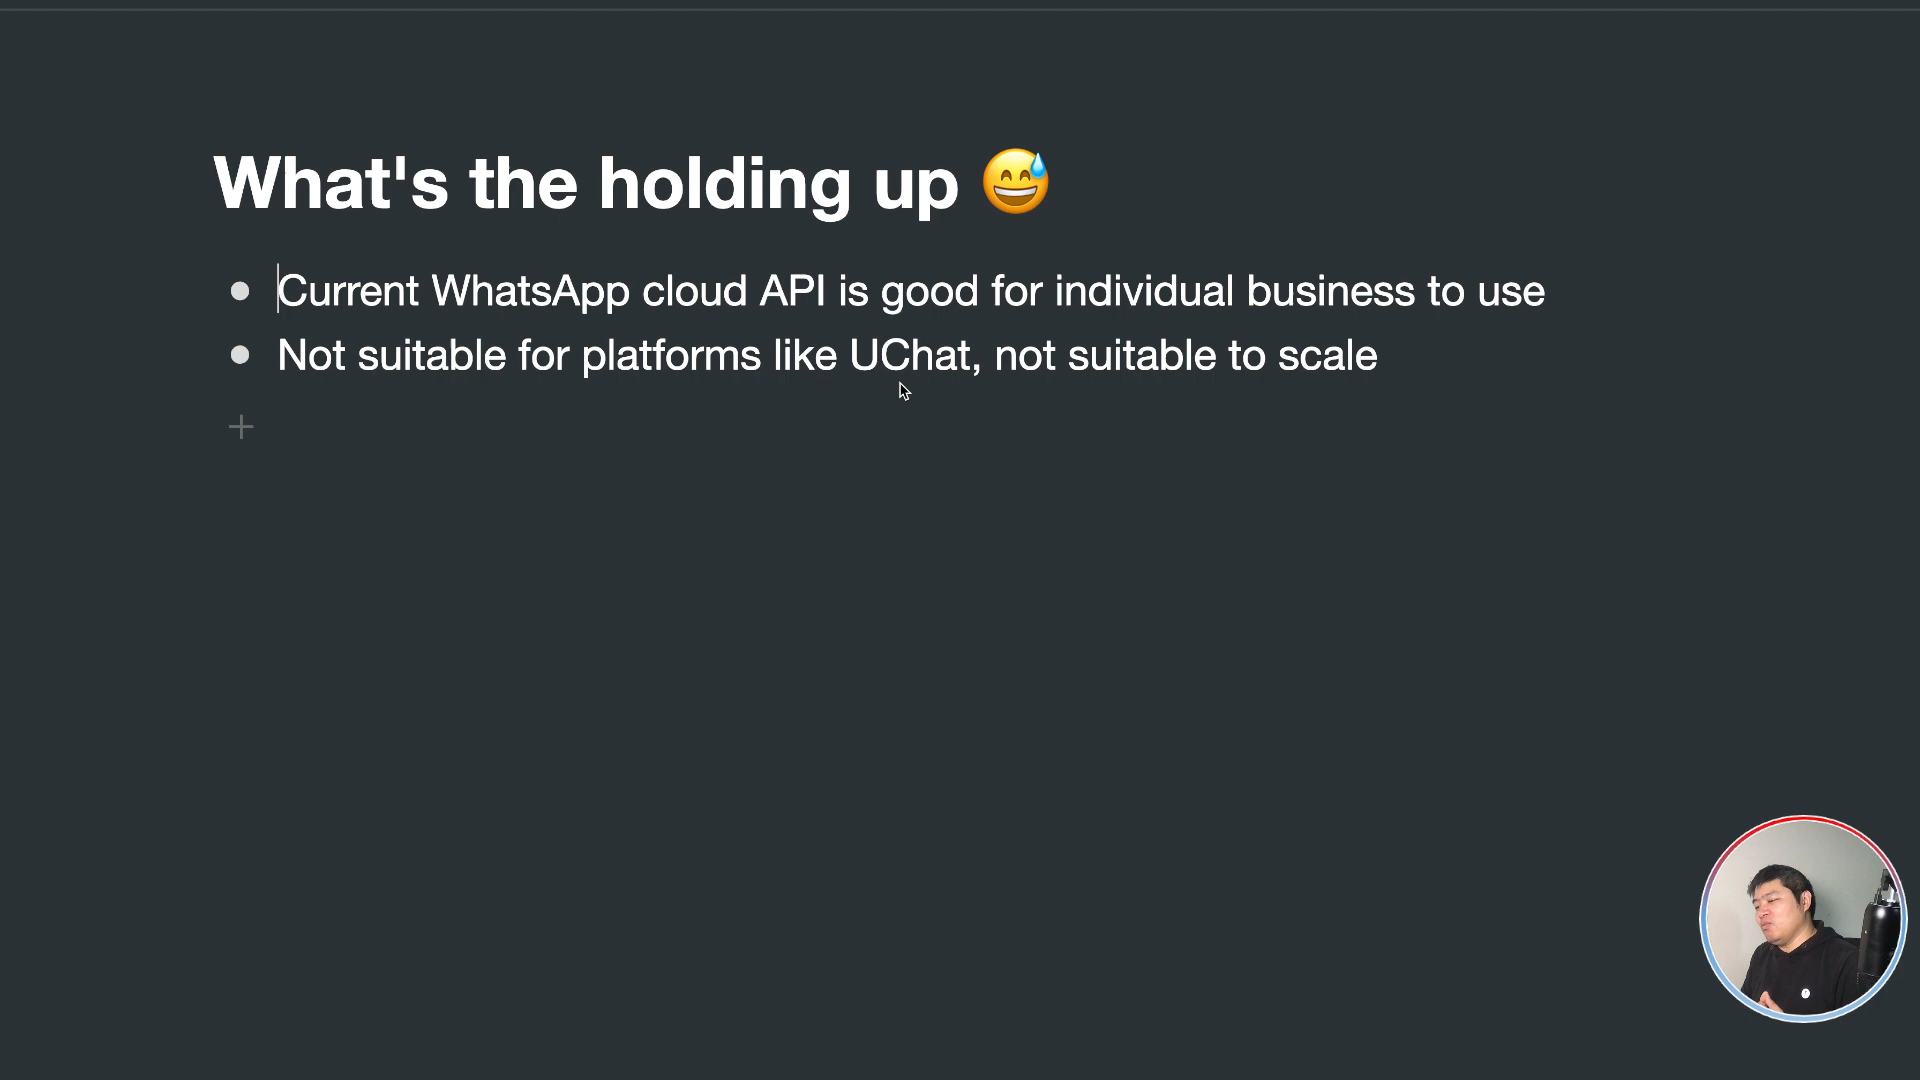 What's the holding up 😅
Current WhatsApp cloud API is good for individual business to use
Not suitable for platforms like UChat, not suitable to scale